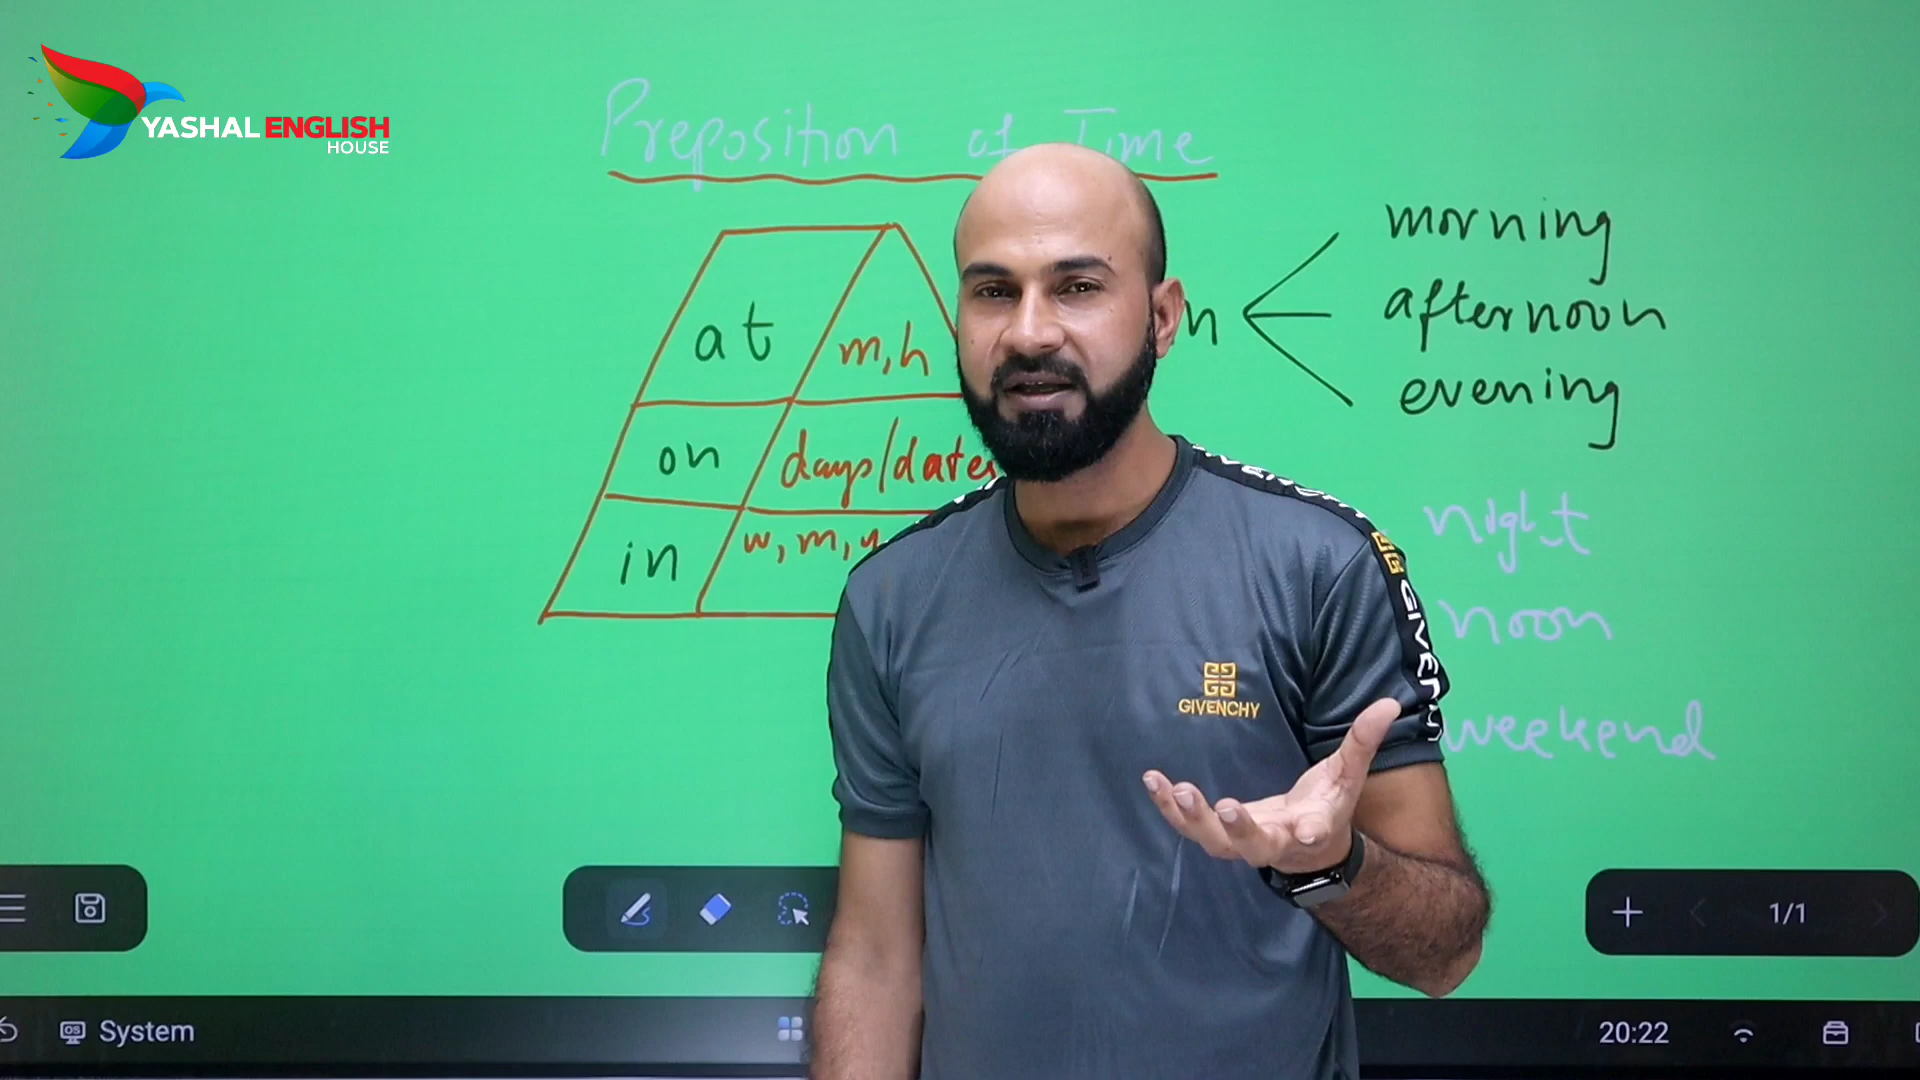 YASHAL ENGLISH
HOUSE
Preposition of Time
at
m, h
on
days/dates
in
w, m, y
n
morning
afternoon
evening
night
noon
weekend
GIVENCHY
GIVENCHY
1/1
System
20:22